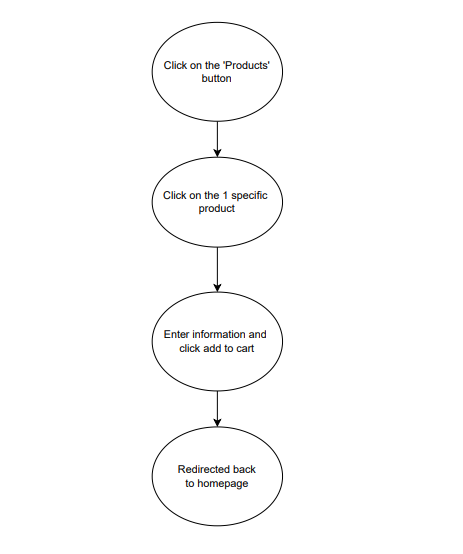 Click on the 'Products'
button
Click on the 1 specific
product
Enter information and
click add to cart
Redirected back
to homepage